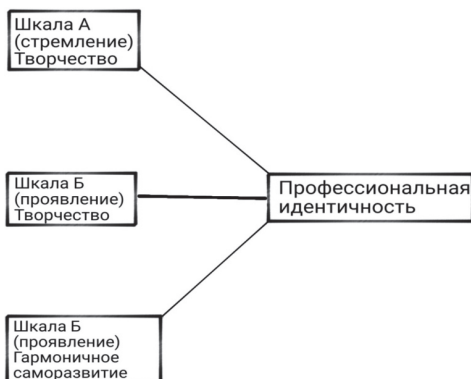 Шкала А
(стремление)
Творчество
Шкала Б
(проявление)
Творчество
Профессиональная
идентичность
Шкала Б
(проявление)
Гармоничное
саморазвитие